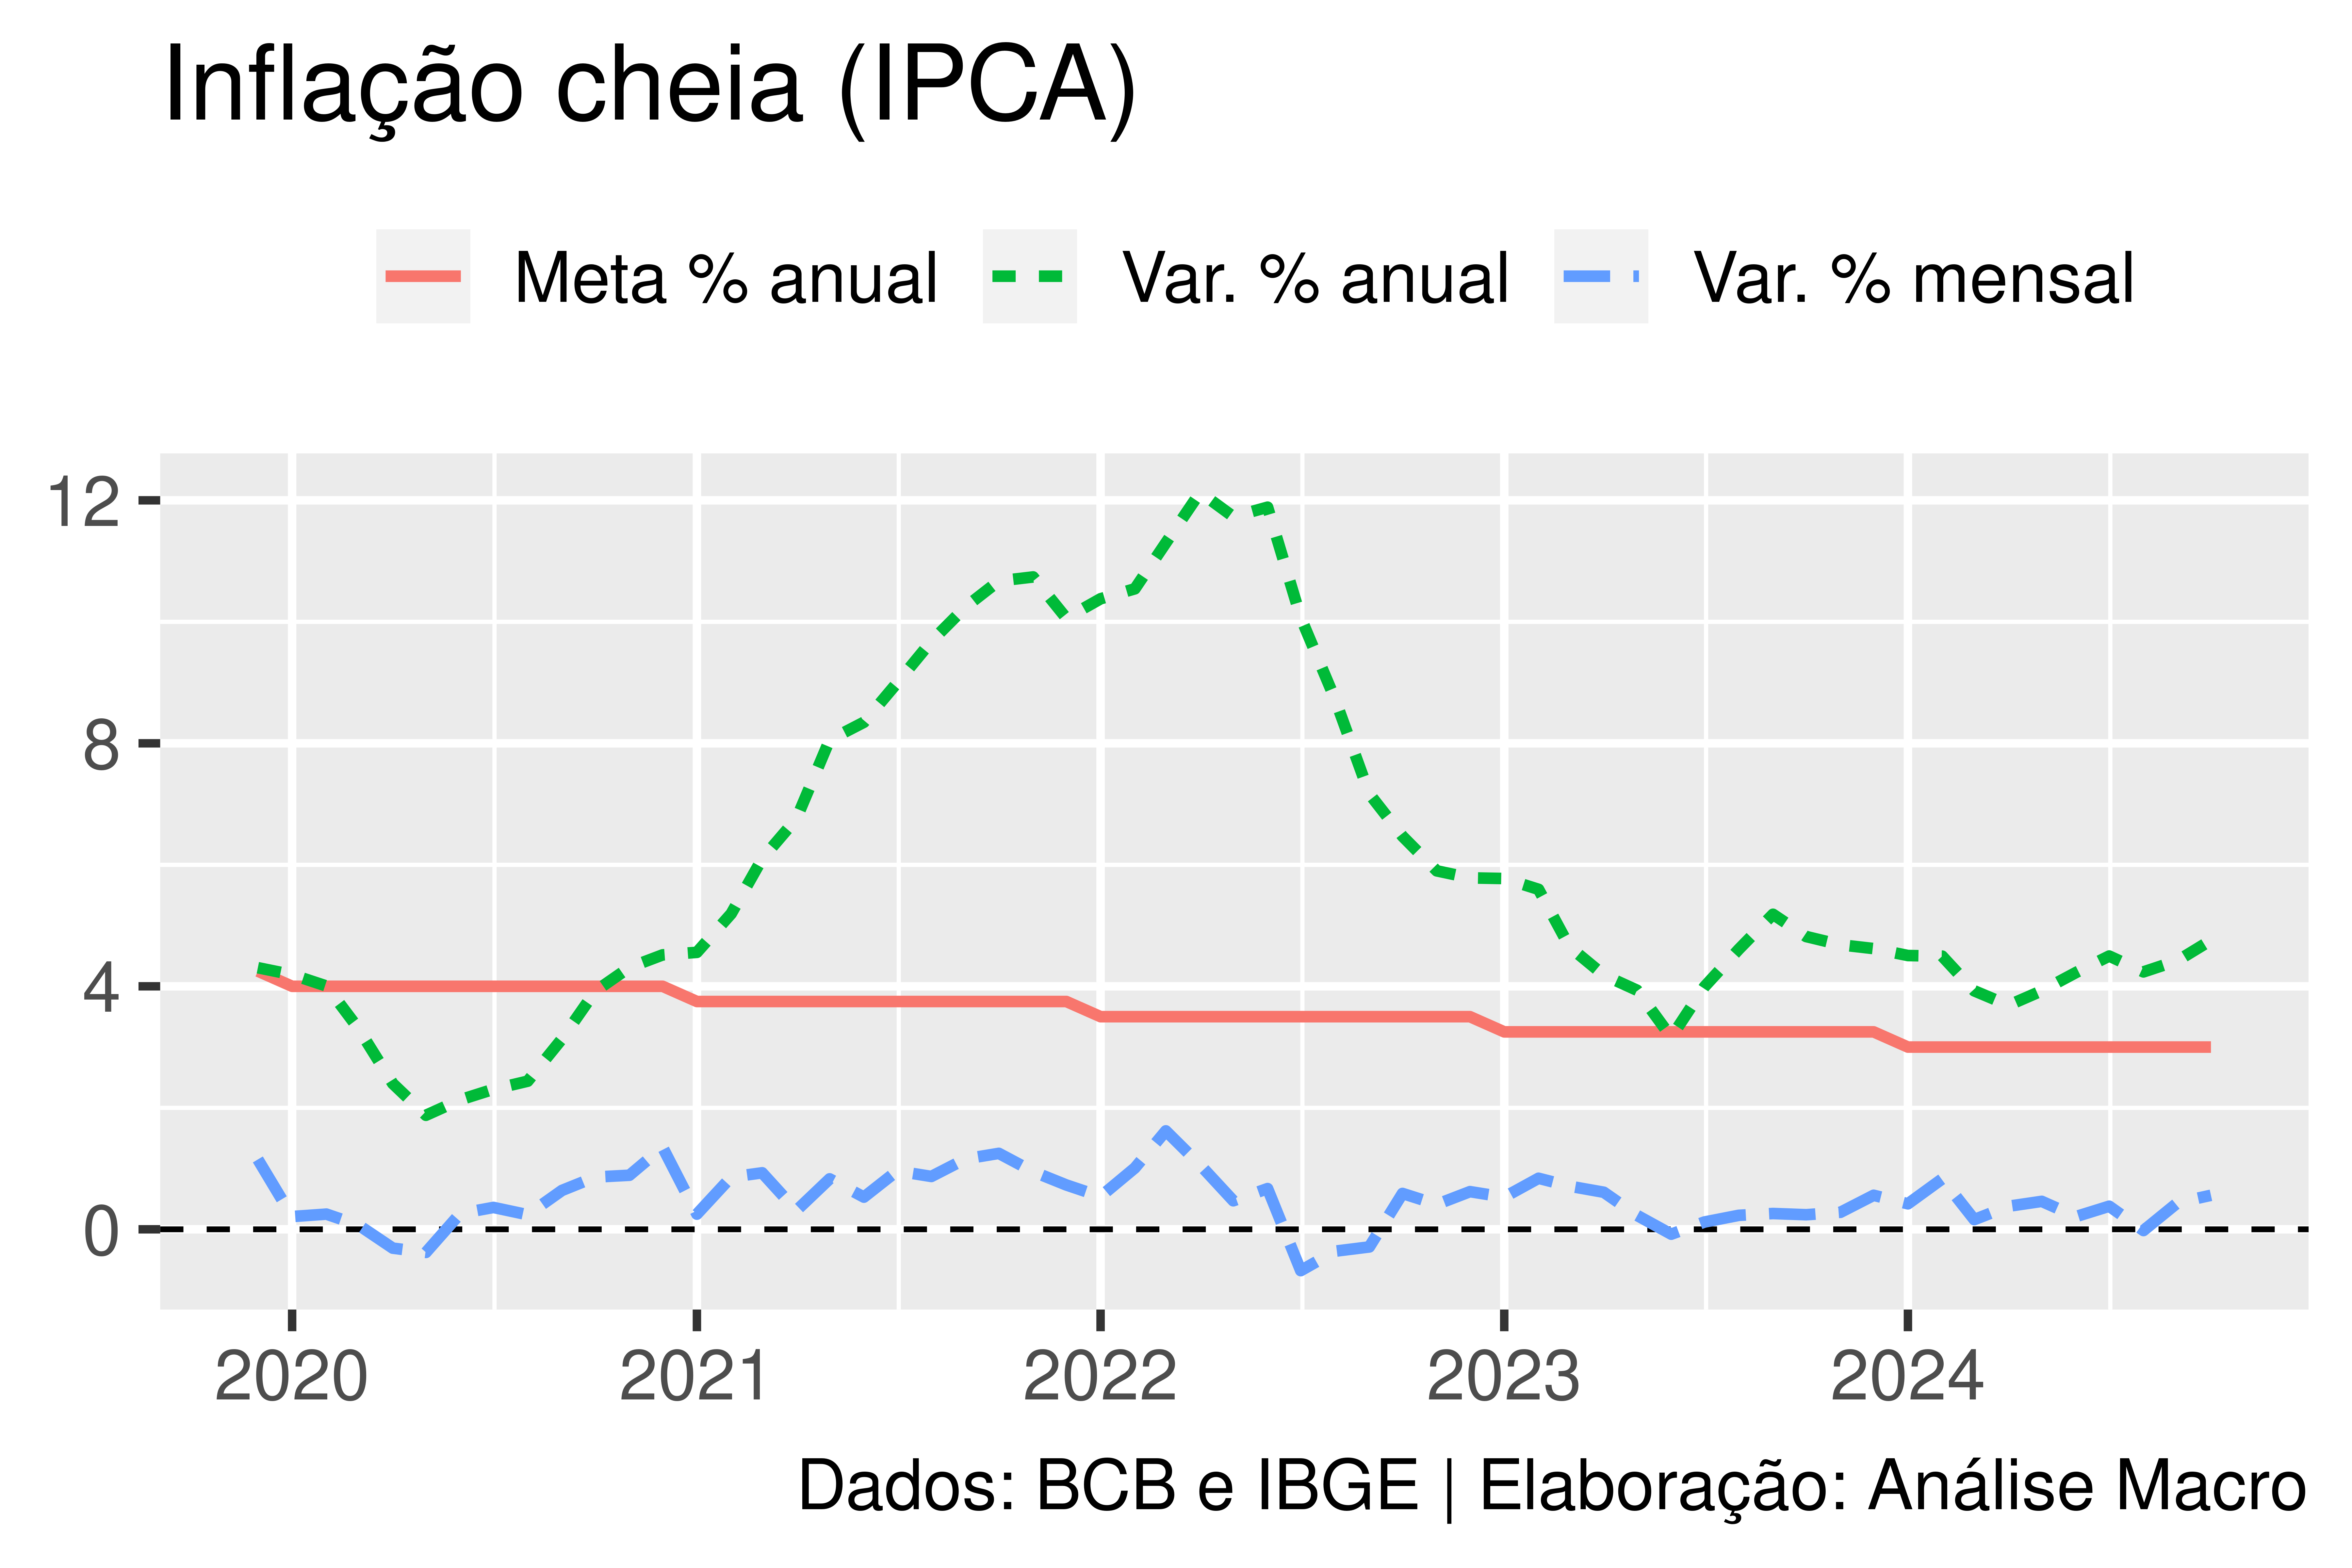 Inflação cheia (IPCA)
Meta % anual Var. % anual Var. % mensal
12
8
4
0
2020 2021 2022 2023 2024
Dados: BCB e IBGE | Elaboração: Análise Macro